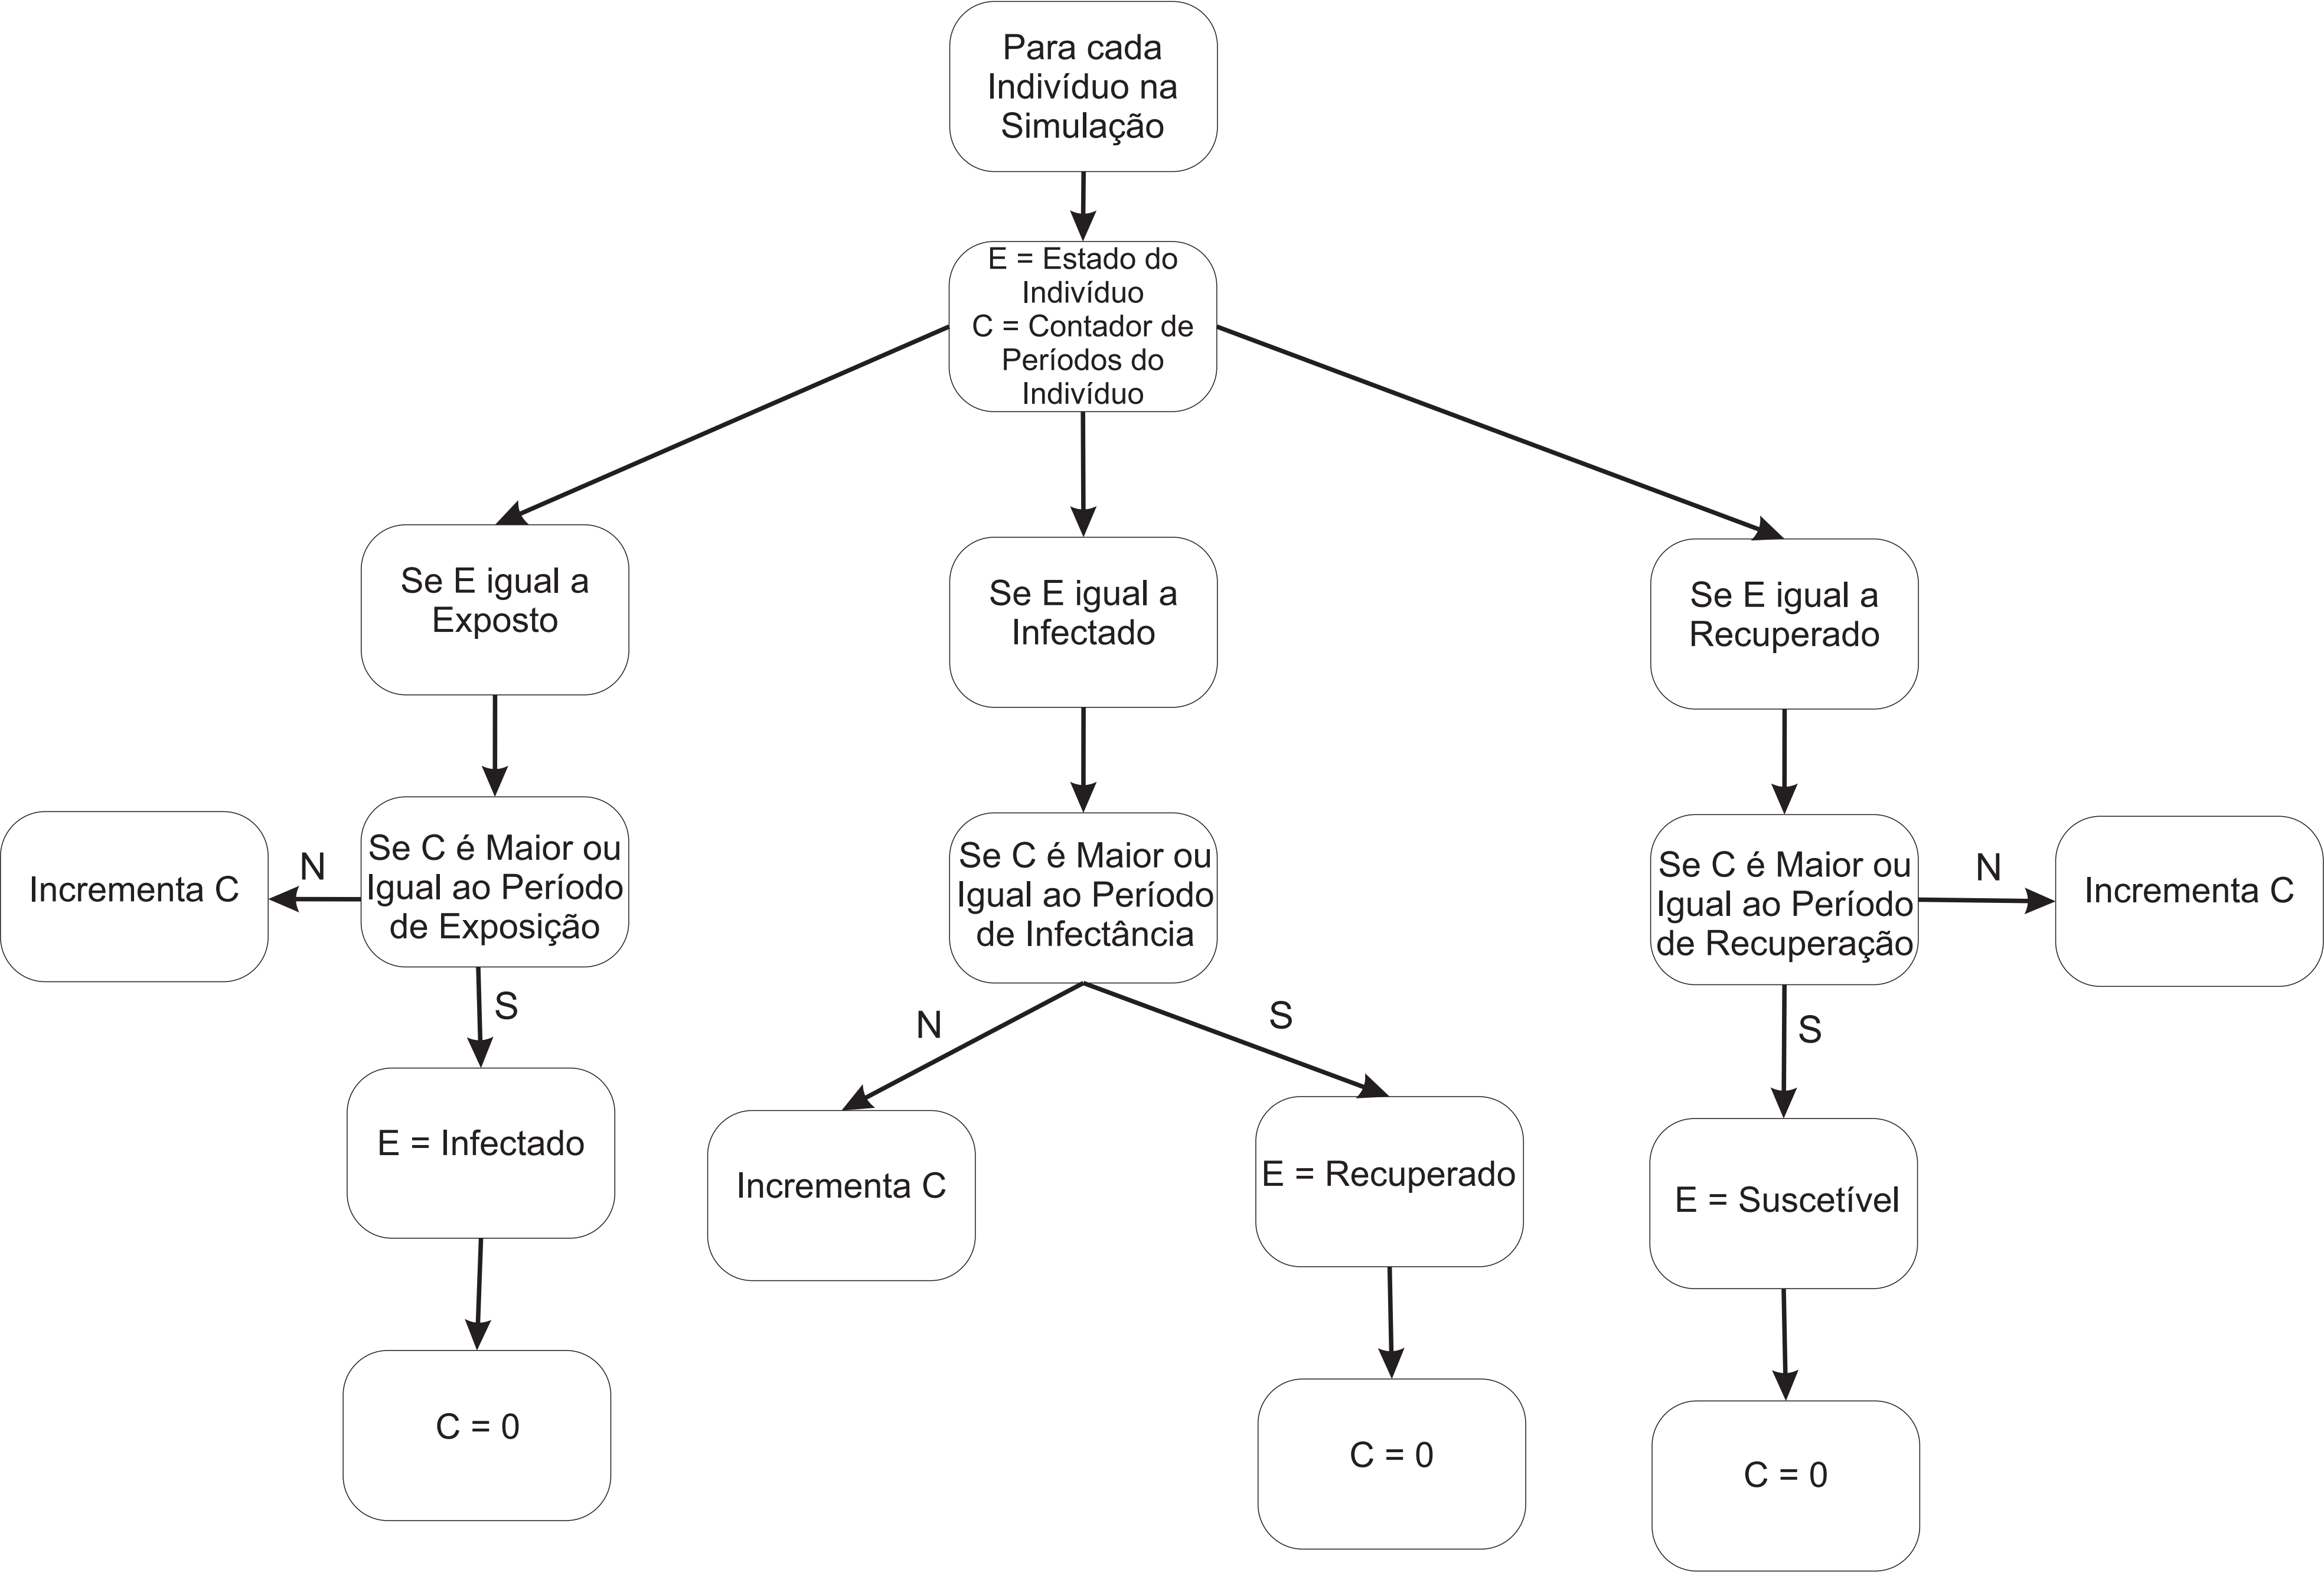 Para cada
Indivíduo na
Simulação
E = Estado do
Indivíduo
C = Contador de
Períodos do
Indivíduo
Se E igual a
Exposto
Se E igual a
Infectado
Se E igual a
Recuperado
Incrementa C
N
Se C é Maior ou
Igual ao Período
de Exposição
Se C é Maior ou
Igual ao Período
de Infectância
Se C é Maior ou
Igual ao Período
de Recuperação
N
Incrementa C
S
N
S
S
E = Infectado
Incrementa C
E = Recuperado
E = Suscetível
C = 0
C = 0
C = 0